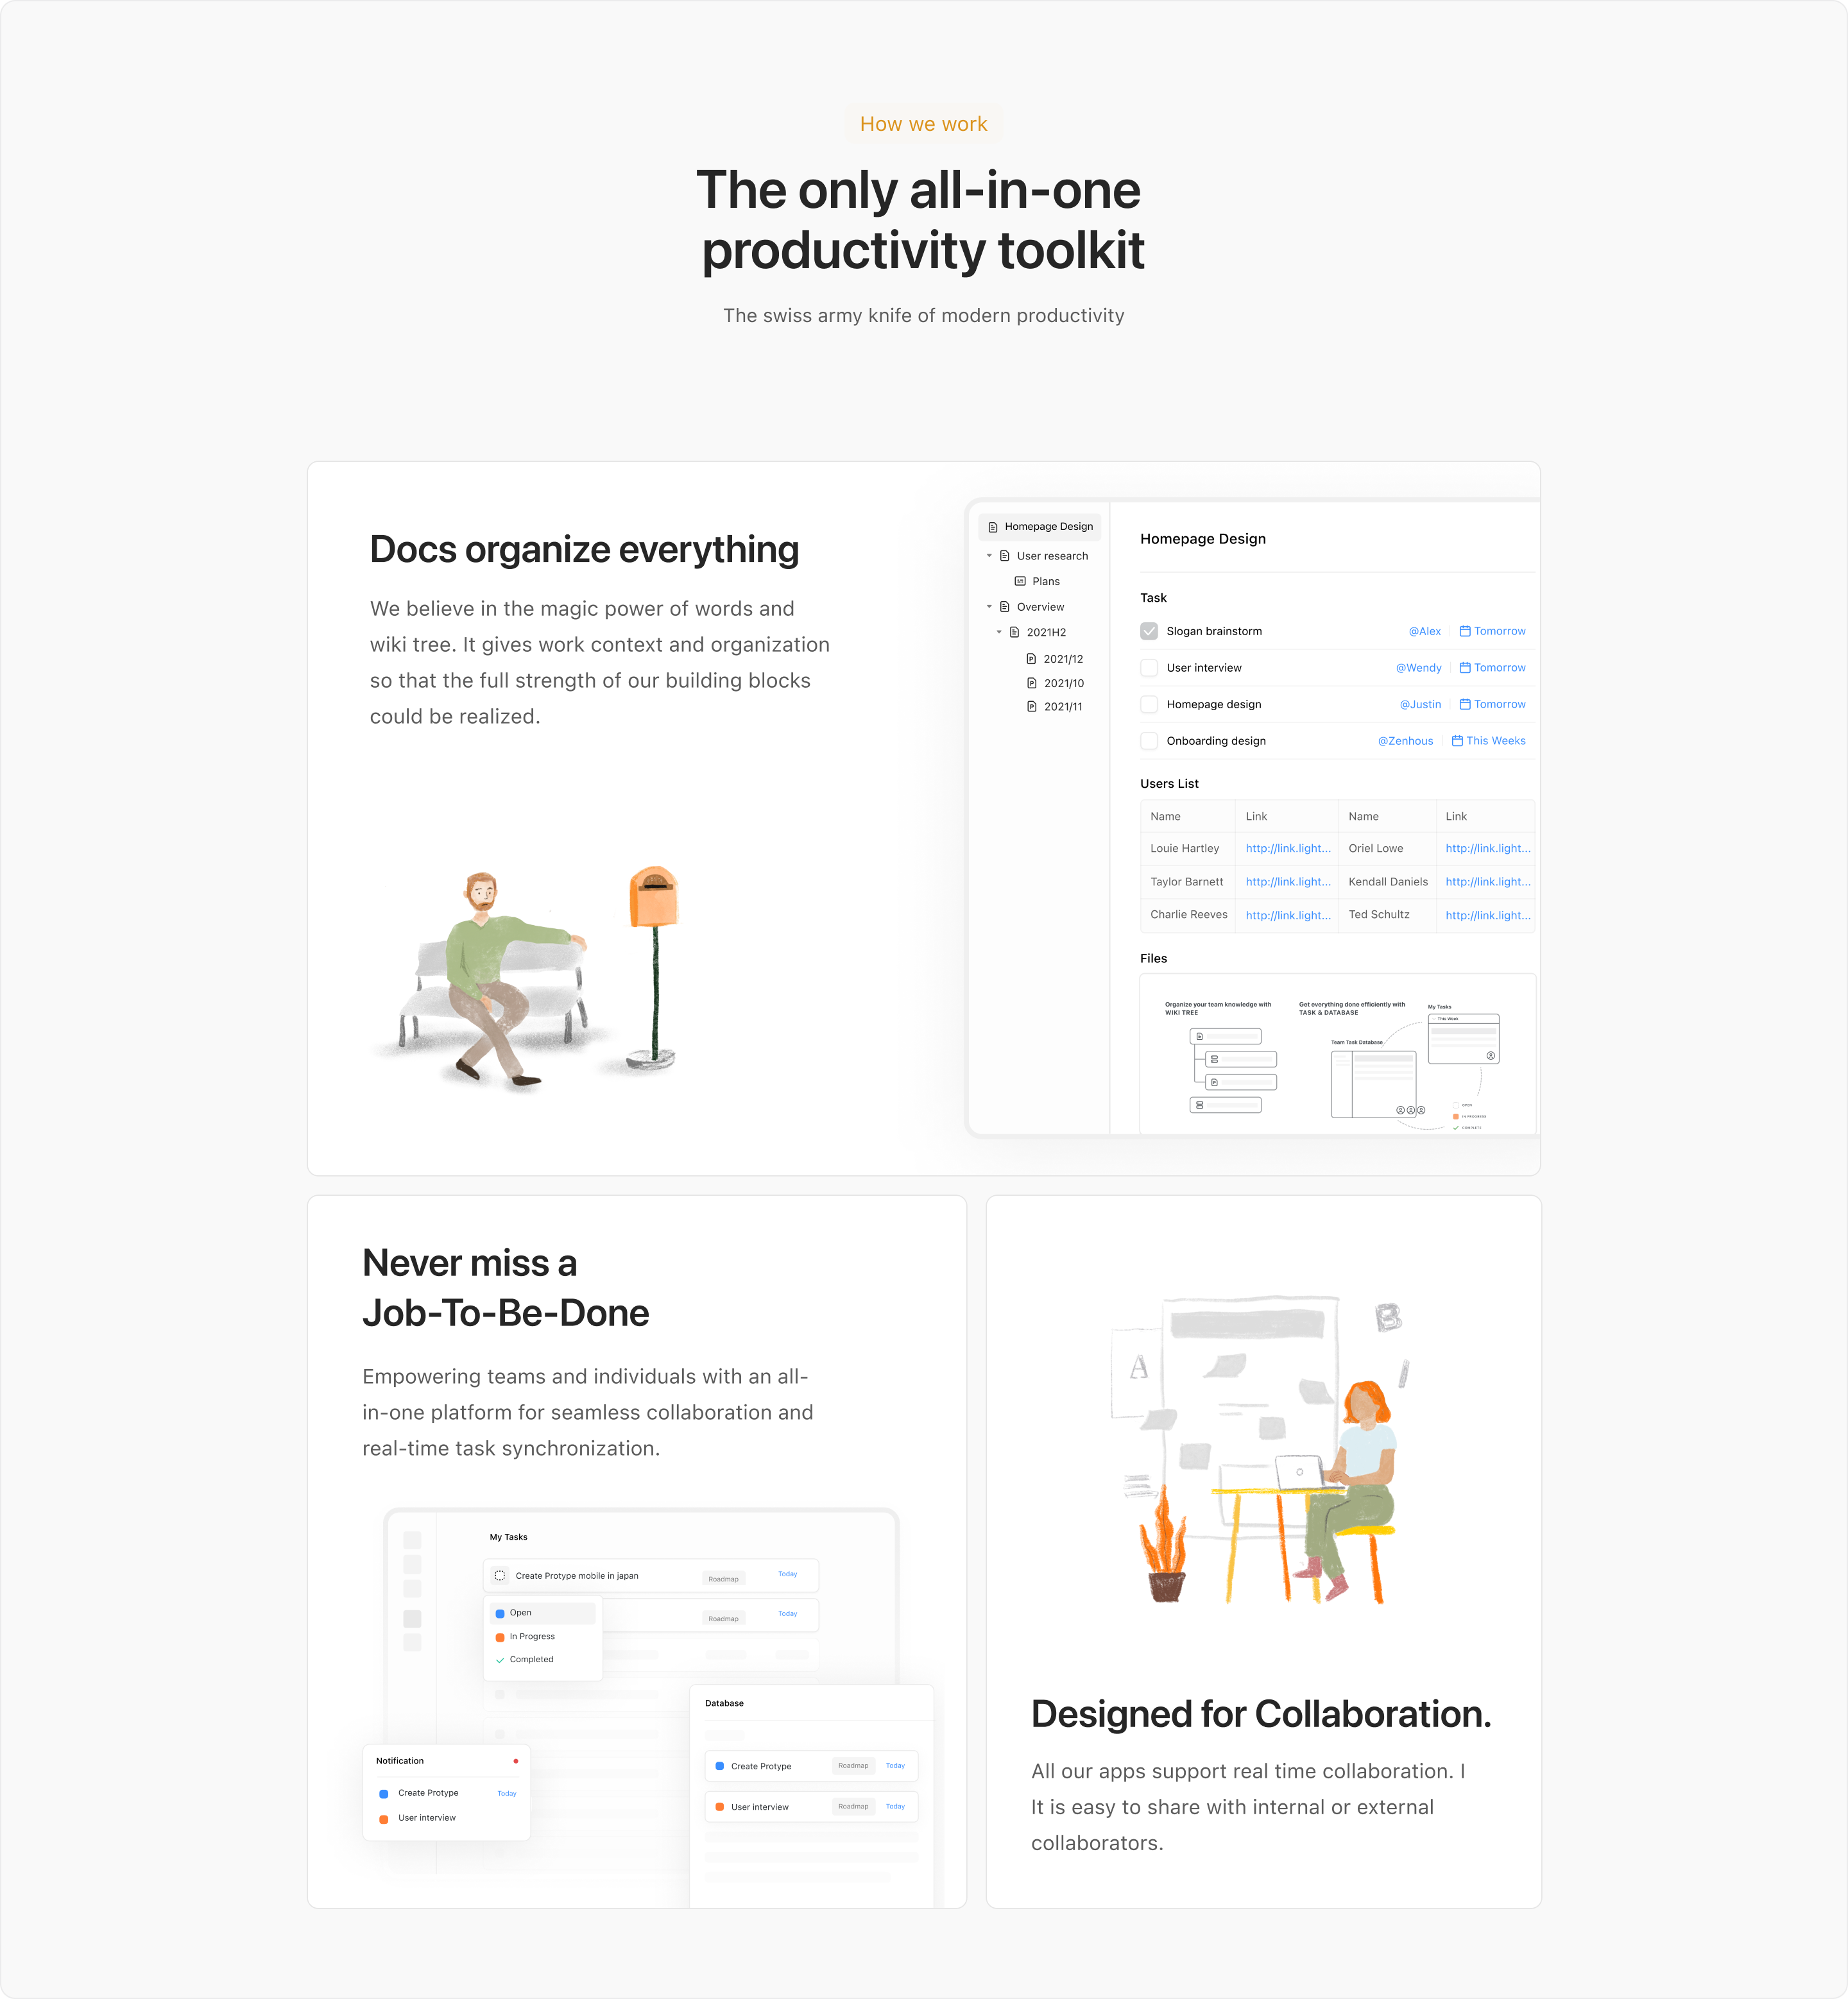 How we work
The only all-in-one
productivity toolkit
The swiss army knife of modern productivity
Docs organize everything
We believe in the magic power of words and
wiki tree. It gives work context and organization
so that the full strength of our building blocks
could be realized.
Homepage Design
User research
Plans
Overview
2021H2
2021/12
2021/10
2021/11
Homepage Design
Task
Slogan brainstorm @Alex Tomorrow
User interview @Wendy Tomorrow
Homepage design @Justin Tomorrow
Onboarding design @Zenhous This Weeks
Users List
Name Link Name Link
Louie Hartley http://link.light... Oriel Lowe http://link.light...
Taylor Barnett http://link.light... Kendall Daniels http://link.light...
Charlie Reeves http://link.light... Ted Schultz http://link.light...
Files
Organize your team knowledge with
WIKI TREE
Get everything done efficiently with
TASK & DATABASE
My Tasks
This Week
Team Task Database
OPEN
IN PROGRESS
COMPLETE
Never miss a
Job-To-Be-Done
Empowering teams and individuals with an all-
in-one platform for seamless collaboration and
real-time task synchronization.
My Tasks
Create Protype mobile in japan Roadmap Today
Roadmap Today
Open
In Progress
Completed
Notification
Create Protype Today
User interview
Database
Create Protype Roadmap Today
User interview Roadmap Today
A
B
Designed for Collaboration.
All our apps support real time collaboration. I
It is easy to share with internal or external
collaborators.